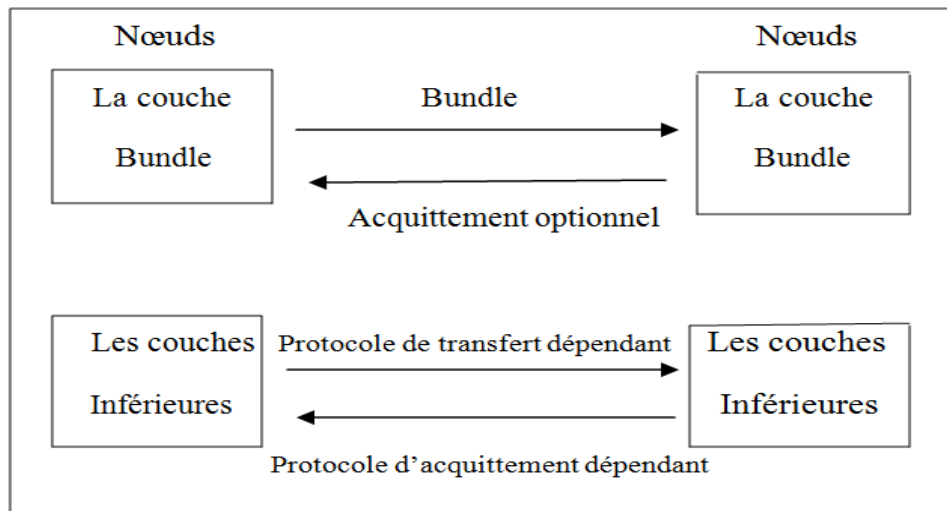 Nœuds
Nœuds
La couche
Bundle
Bundle
La couche
Bundle
Acquittement optionnel
Les couches
Inférieures
Protocole de transfert dépendant
Les couches
Inférieures
Protocole d’acquittement dépendant